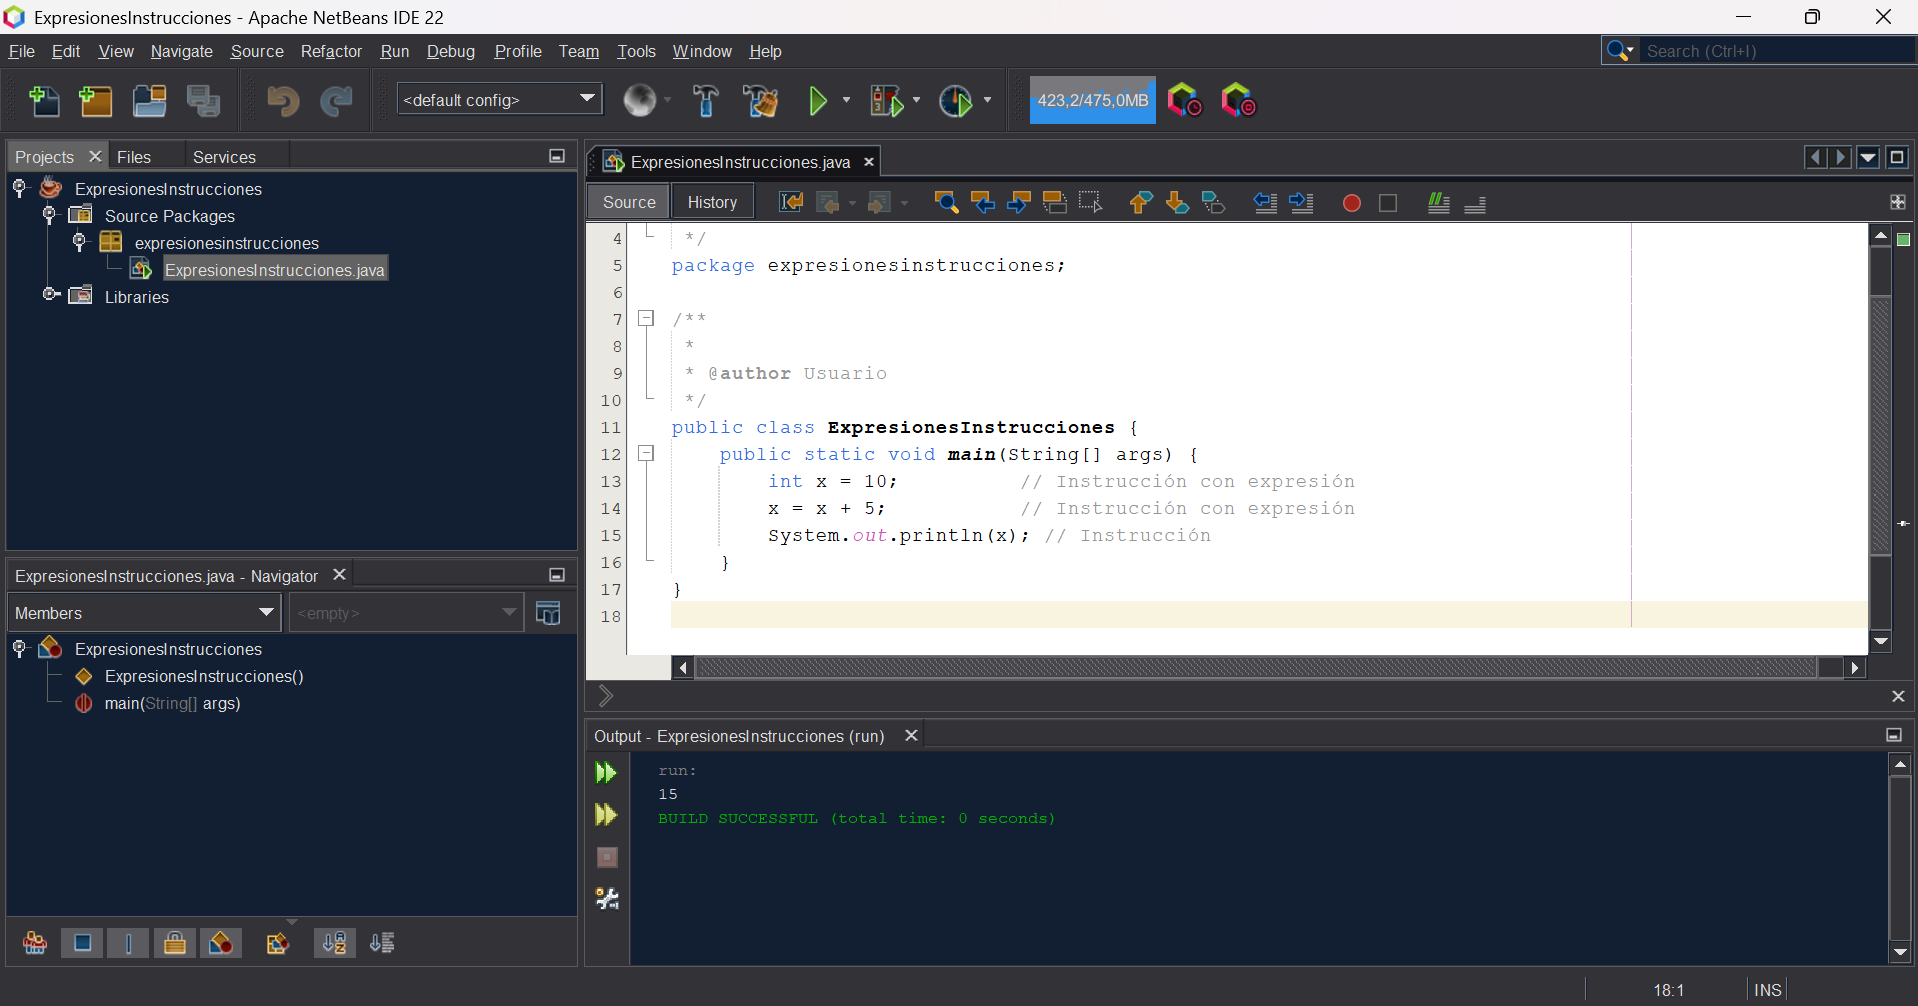 ExpresionesInstrucciones - Apache NetBeans IDE 22
File Edit View Navigate Source Refactor Run Debug Profile Team Tools Window Help
Search (Ctrl+I)
<default config>
423,2/475,0MB
Projects Files Services
ExpresionesInstrucciones
Source Packages
expresionesinstrucciones
ExpresionesInstrucciones.java
Libraries
ExpresionesInstrucciones.java - Navigator
Members
<empty>
ExpresionesInstrucciones
ExpresionesInstrucciones()
main(String[] args)
ExpresionesInstrucciones.java
Source History
4 */
5 package expresionesinstrucciones;
6
7 /**
8 *
9 * @author Usuario
10 */
11 public class ExpresionesInstrucciones {
12 public static void main(String[] args) {
13 int x = 10; // Instrucción con expresión
14 x = x + 5; // Instrucción con expresión
15 System.out.println(x); // Instrucción
16 }
17 }
18
Output - ExpresionesInstrucciones (run)
run:
15
BUILD SUCCESSFUL (total time: 0 seconds)
18:1 INS